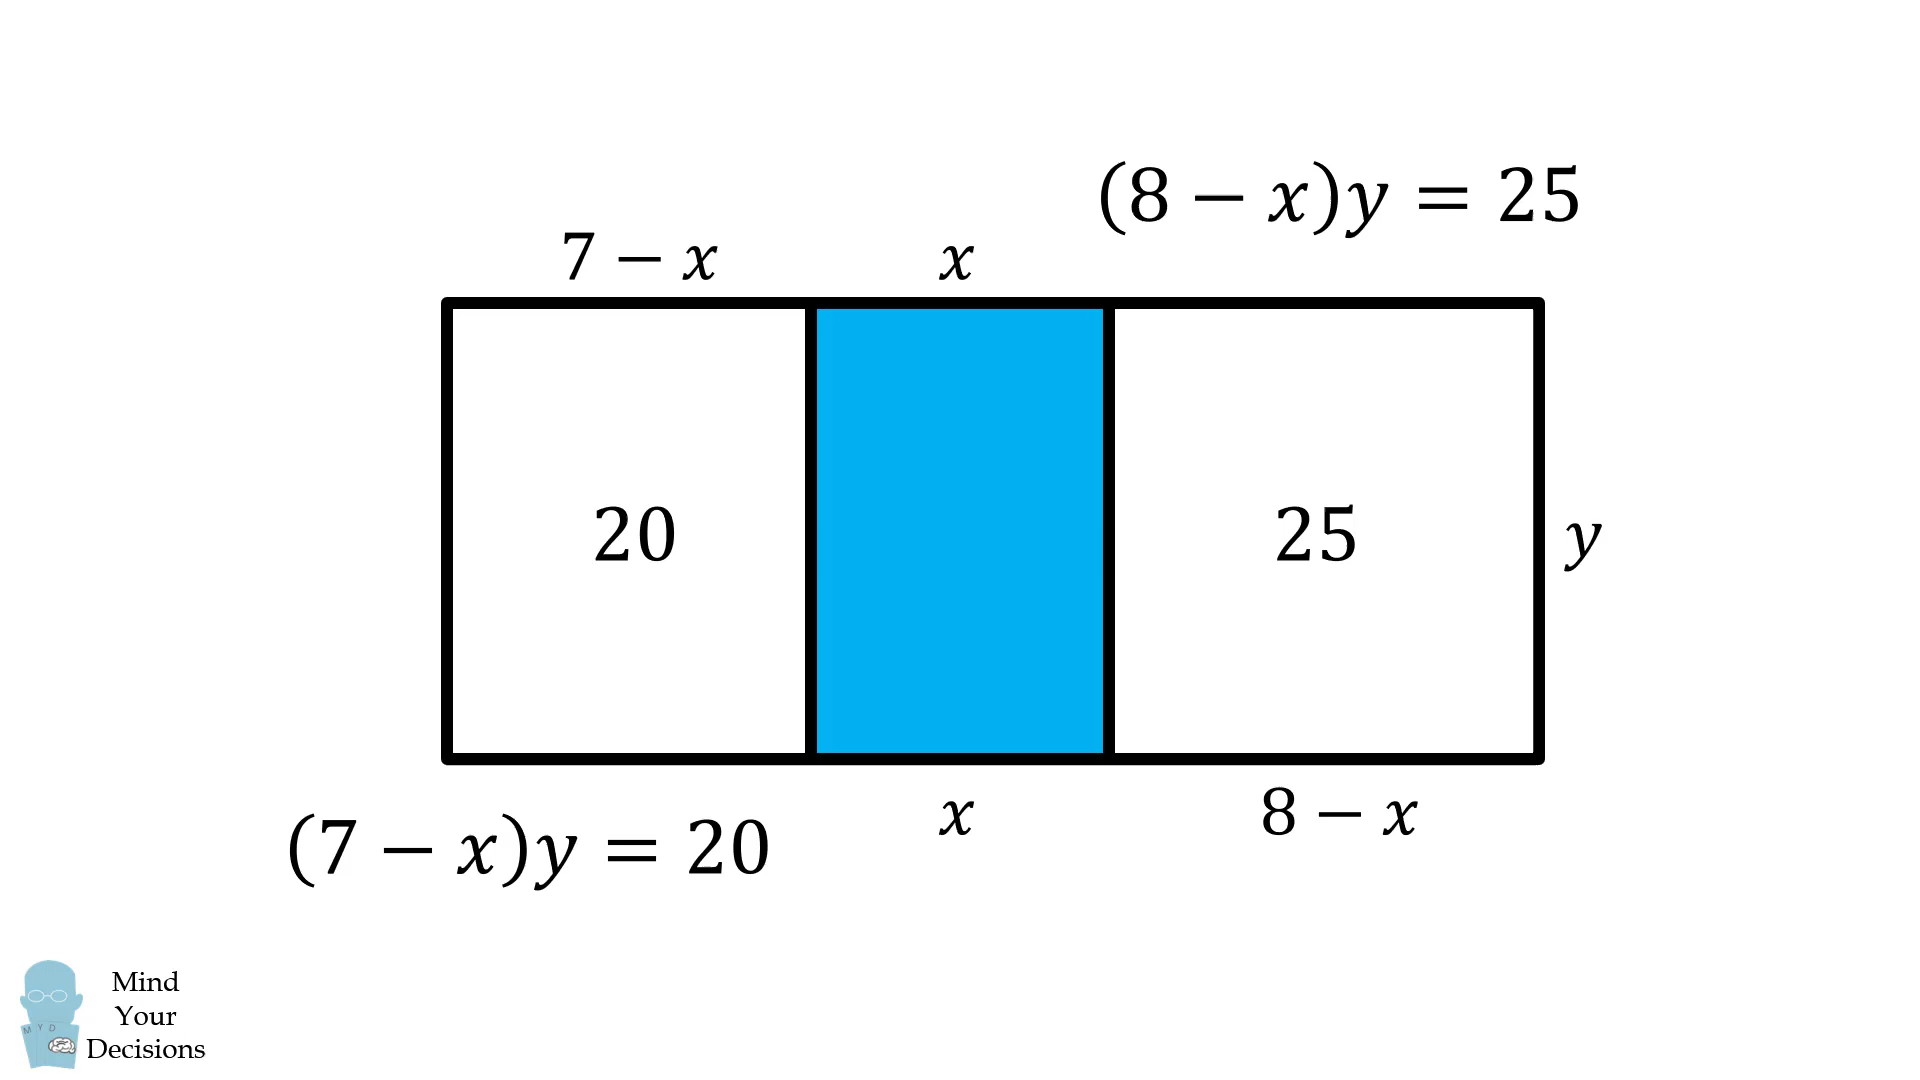 (8 − x)y = 25
7 − x x
20 25 y
x 8 − x
(7 − x)y = 20
M Y D
Mind
Your
Decisions